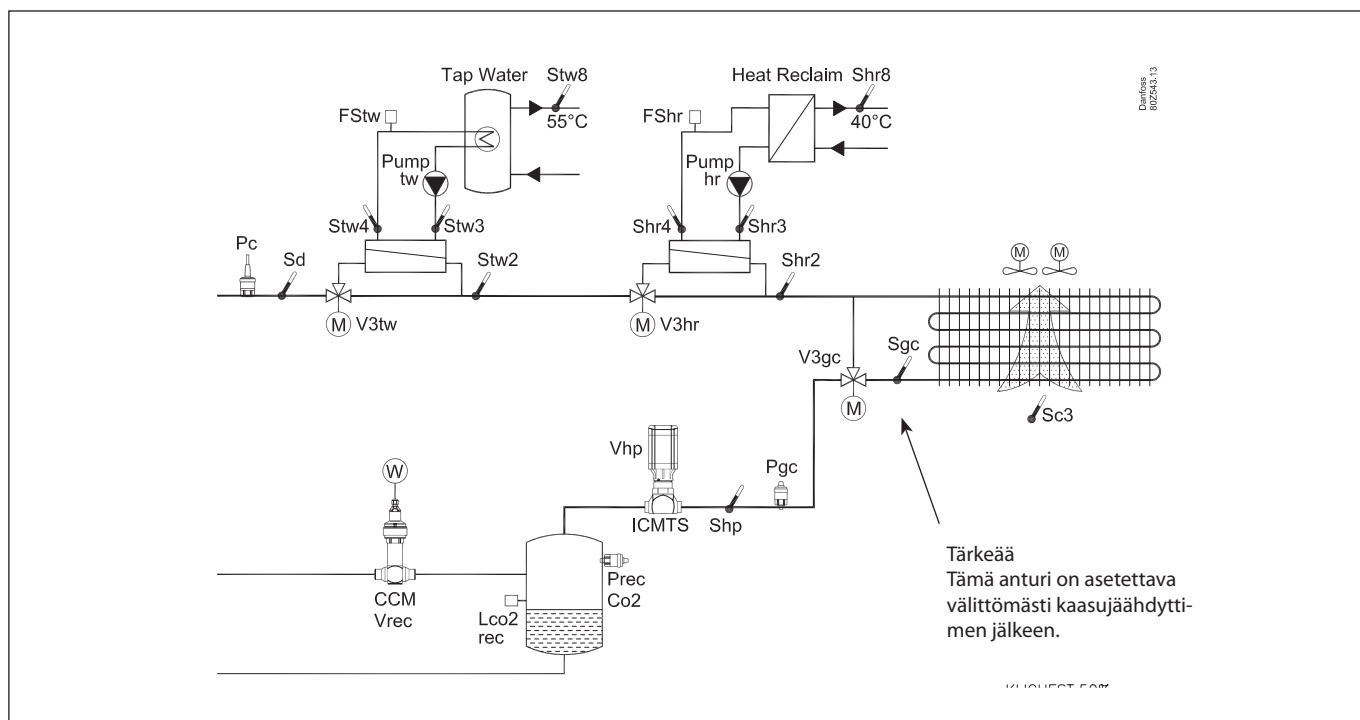 Danfoss
80Z543.13
Tap Water
Stw8
Heat Reclaim
Shr8
FStw
55°C
FShr
40°C
Pump
tw
Pump
hr
Stw4
Stw3
Shr4
Shr3
Pc
Sd
Stw2
Shr2
M
M
M
V3tw
M
V3hr
V3gc
Sgc
M
Sc3
Vhp
Pgc
W
ICMTS
Shp
Tärkeää
Tämä anturi on asetettava
välittömästi kaasujäähdytti-
men jälkeen.
Prec
Co2
CCM
Vrec
Lco2
rec